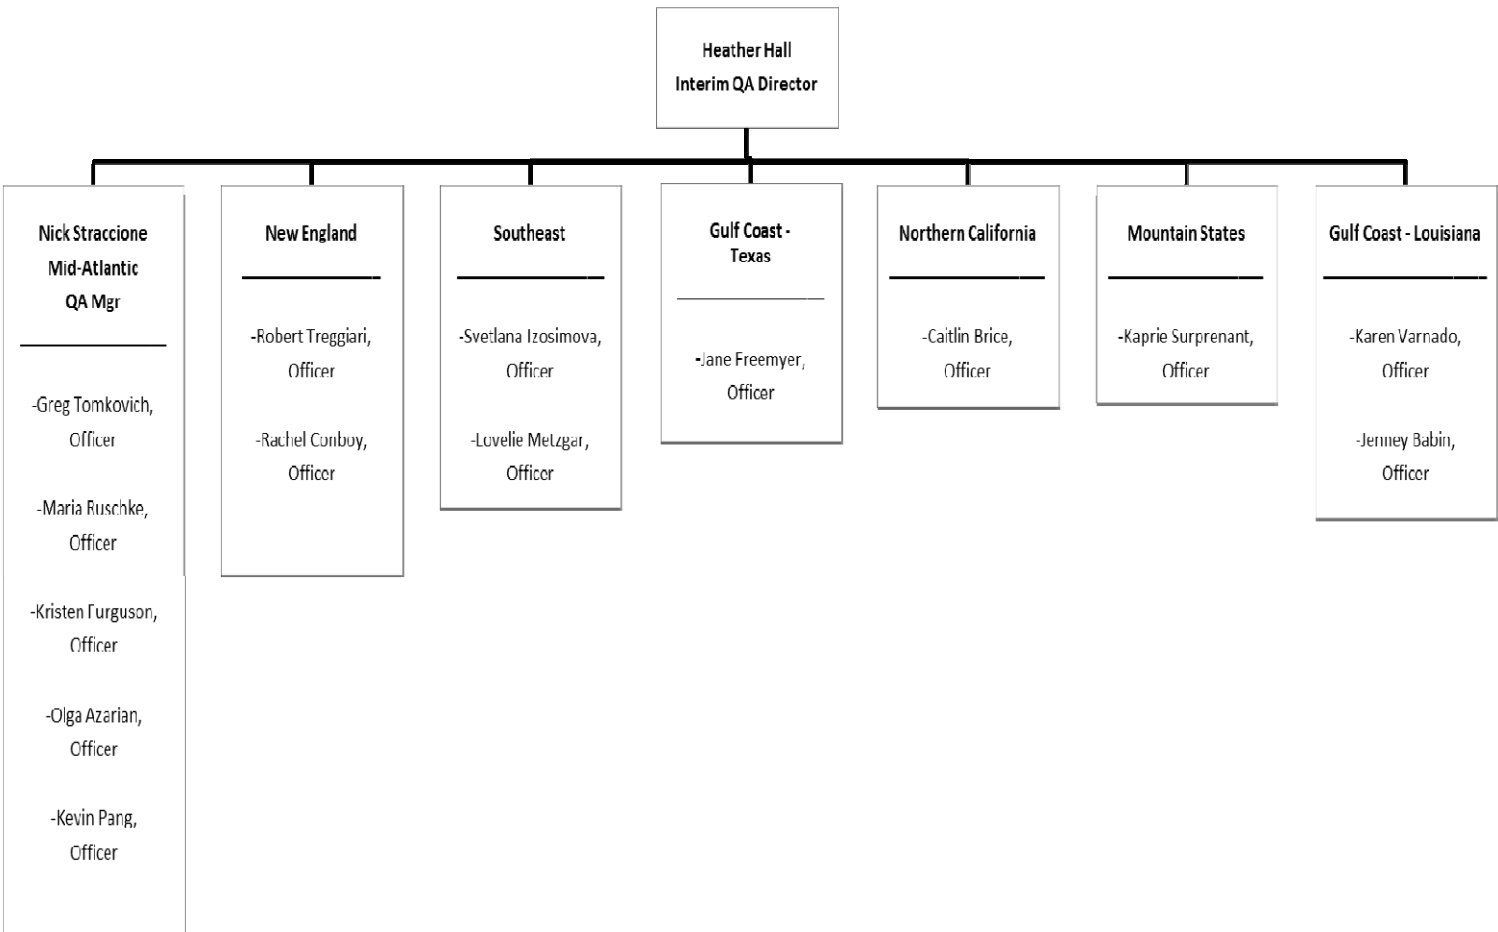 Heather Hall
Interim QA Director
Nick Straccione
Mid-Atlantic
QA Mgr
-Greg Tomkovich,
Officer
-Maria Ruschke,
Officer
-Kristen Furguson,
Officer
-Olga Azarian,
Officer
-Kevin Pang,
Officer
New England
-Robert Treggiari,
Officer
-Rachel Conboy,
Officer
Southeast
-Svetlana Izosimova,
Officer
-Lovelie Metzgar,
Officer
Gulf Coast -
Texas
-Jane Freemyer,
Officer
Northern California
-Caitlin Brice,
Officer
Mountain States
-Kaprie Surprenant,
Officer
Gulf Coast - Louisiana
-Karen Varnado,
Officer
-Jenney Babin,
Officer